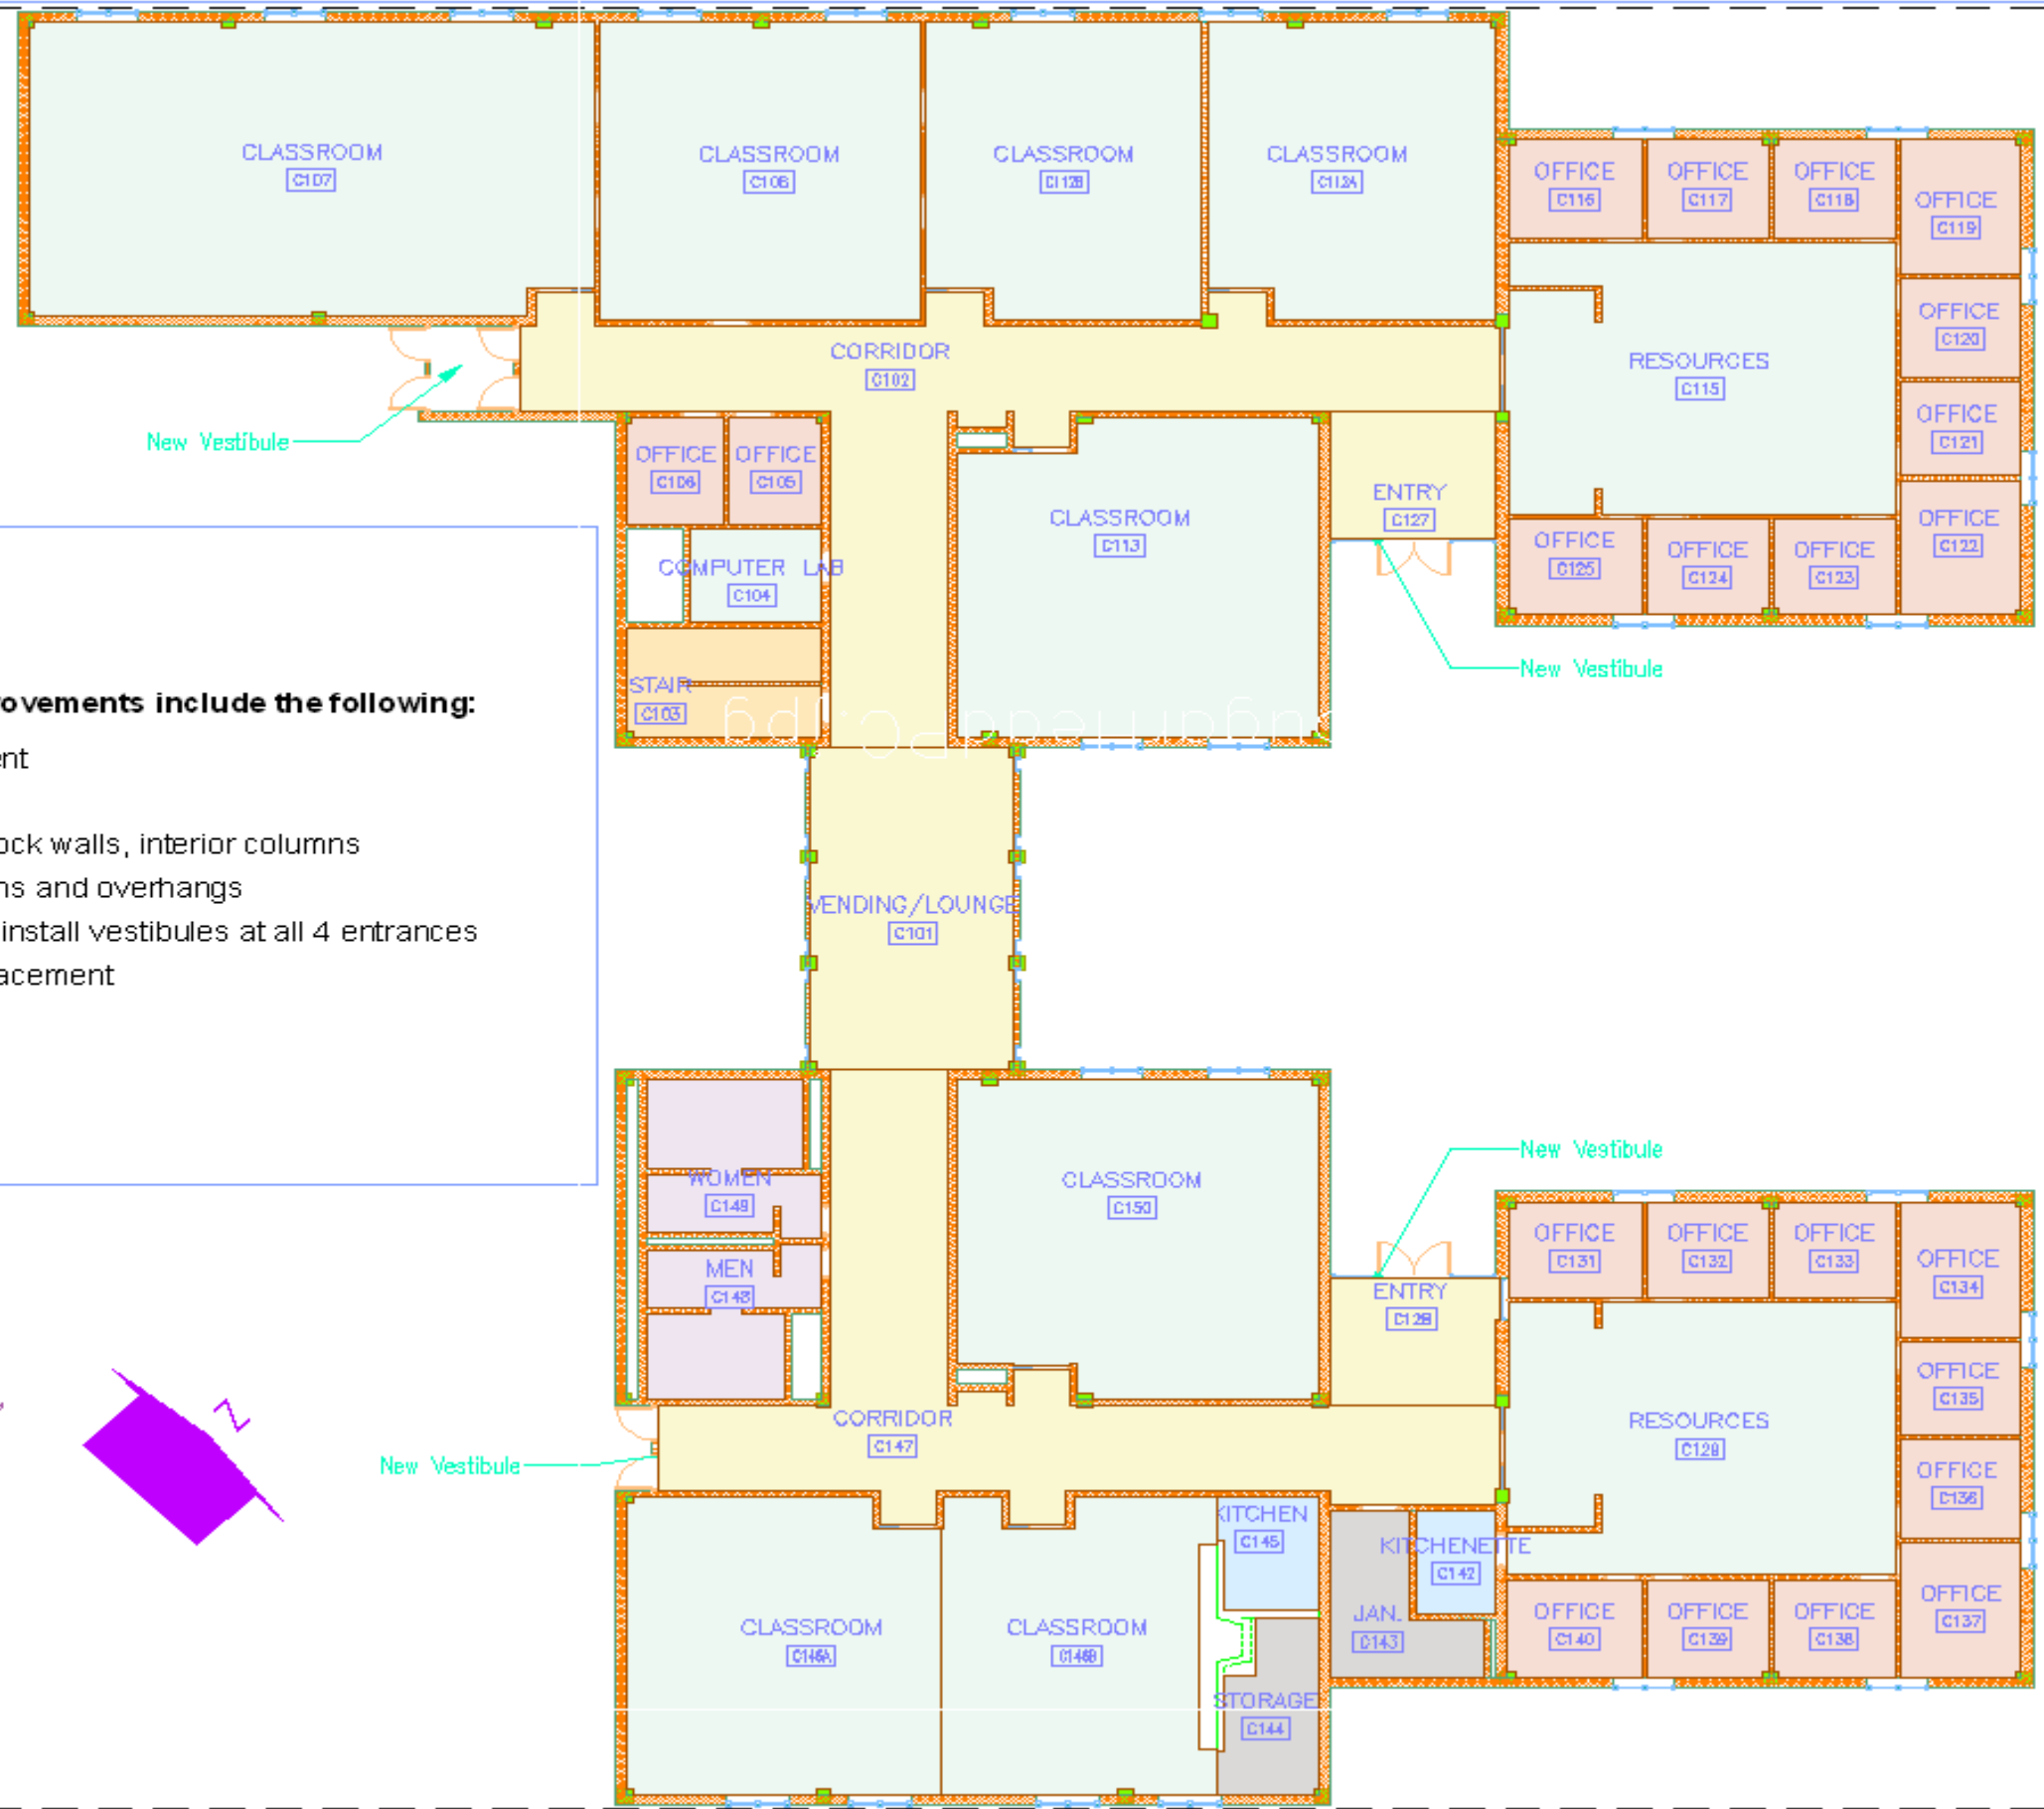 CLASSROOM
C107
CLASSROOM
C108
CLASSROOM
C112B
CLASSROOM
C112A
OFFICE
C116
OFFICE
C117
OFFICE
C118
OFFICE
C119
OFFICE
C120
OFFICE
C121
OFFICE
C122
RESOURCES
C115
CORRIDOR
C102
New Vestibule
OFFICE
C106
OFFICE
C105
CLASSROOM
C113
ENTRY
C127
OFFICE
C125
OFFICE
C124
OFFICE
C123
COMPUTER LAB
C104
New Vestibule
STAIR
C103
ovements include the following:
ent
ock walls, interior columns
ns and overhangs
install vestibules at all 4 entrances
acement
VENDING/LOUNGE
C101
New Vestibule
WOMEN
C149
CLASSROOM
C150
MEN
C148
ENTRY
C128
OFFICE
C131
OFFICE
C132
OFFICE
C133
OFFICE
C134
OFFICE
C135
OFFICE
C136
OFFICE
C137
RESOURCES
C129
N
CORRIDOR
C147
New Vestibule
KITCHEN
C145
KITCHENETTE
C142
JAN.
C143
CLASSROOM
C146A
CLASSROOM
C146B
STORAGE
C144
OFFICE
C140
OFFICE
C139
OFFICE
C138